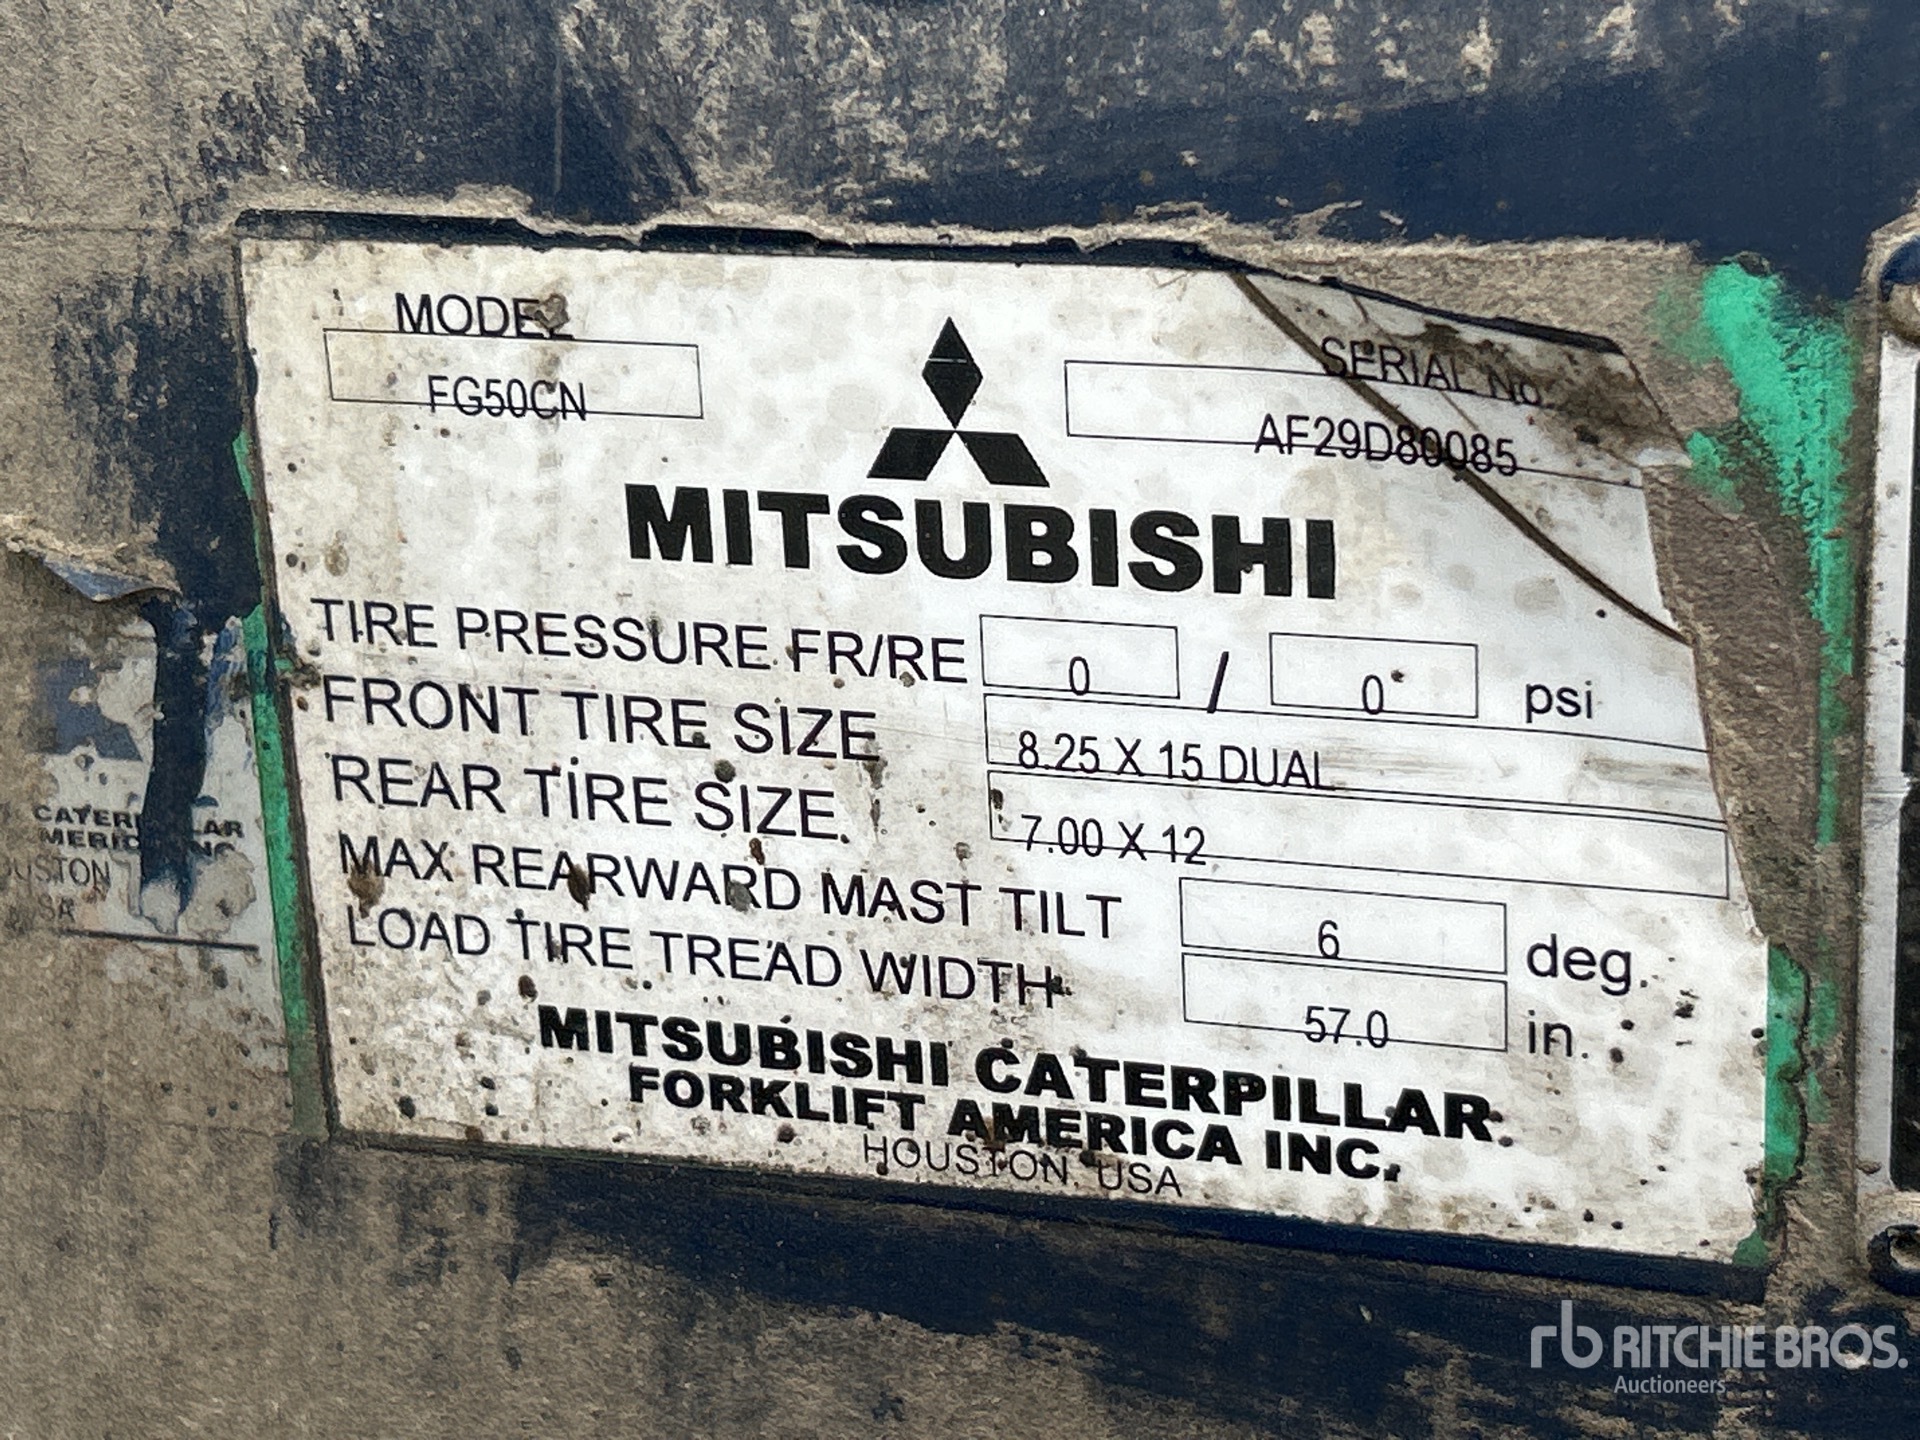 MODEL
FG50CN
SERIAL No.
AF29D80085
MITSUBISHI
TIRE PRESSURE FR/RE 0 / 0 psi
FRONT TIRE SIZE 8.25 X 15 DUAL
REAR TIRE SIZE 7.00 X 12
MAX REARWARD MAST TILT 6 deg.
LOAD TIRE TREAD WIDTH 57.0 in.
MITSUBISHI CATERPILLAR
FORKLIFT AMERICA INC.
HOUSTON, USA
rb RITCHIE BROS.
Auctioneers